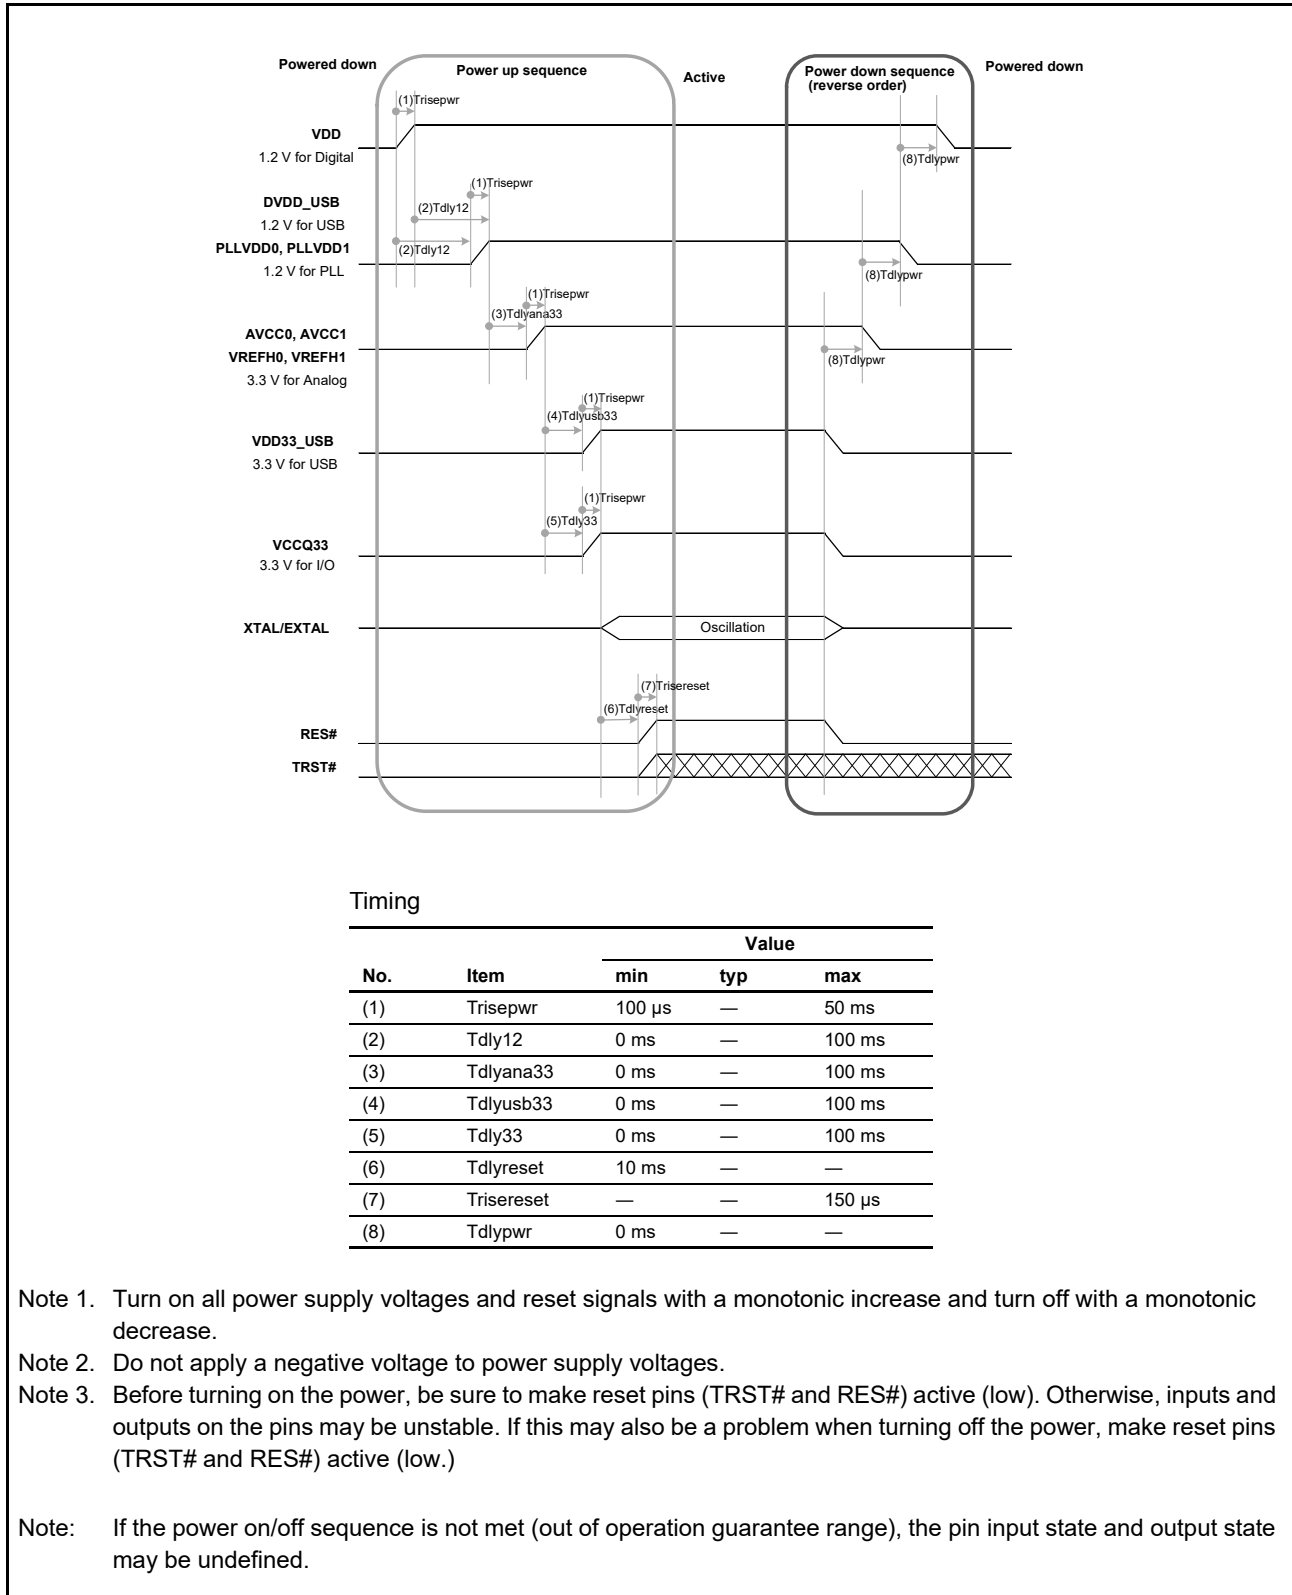 Powered down
Power up sequence
Active
Power down sequence
(reverse order)
Powered down
(1)Trisepwr
VDD
1.2 V for Digital
(8)Tdlypwr
(1)Trisepwr
DVDD_USB
(2)Tdly12
1.2 V for USB
PLLVDD0, PLLVDD1
(2)Tdly12
1.2 V for PLL
(8)Tdlypwr
(1)Trisepwr
(3)Tdlyana33
AVCC0, AVCC1
VREFH0, VREFH1
(8)Tdlypwr
3.3 V for Analog
(1)Trisepwr
(4)Tdlyusb33
VDD33_USB
3.3 V for USB
(1)Trisepwr
(5)Tdly33
VCCQ33
3.3 V for I/O
XTAL/EXTAL
Oscillation
(7)Trisereset
(6)Tdlyreset
RES#
TRST#
Timing
Value
No. Item min typ max
(1) Trisepwr 100 μs — 50 ms
(2) Tdly12 0 ms — 100 ms
(3) Tdlyana33 0 ms — 100 ms
(4) Tdlyusb33 0 ms — 100 ms
(5) Tdly33 0 ms — 100 ms
(6) Tdlyreset 10 ms — —
(7) Trisereset — — 150 μs
(8) Tdlypwr 0 ms — —
Note 1. Turn on all power supply voltages and reset signals with a monotonic increase and turn off with a monotonic
decrease.
Note 2. Do not apply a negative voltage to power supply voltages.
Note 3. Before turning on the power, be sure to make reset pins (TRST# and RES#) active (low). Otherwise, inputs and
outputs on the pins may be unstable. If this may also be a problem when turning off the power, make reset pins
(TRST# and RES#) active (low.)
Note: If the power on/off sequence is not met (out of operation guarantee range), the pin input state and output state
may be undefined.